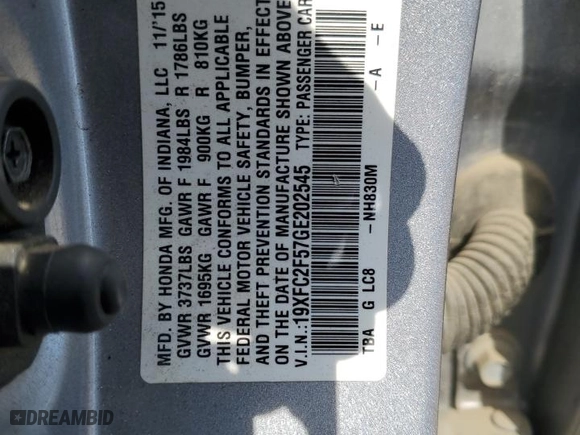 MFD. BY HONDA MFG. OF INDIANA, LLC 11/'15
GVWR 3737LBS GAWR F 1984LBS R 1786LBS
GVWR 1695KG GAWR F 900KG R 810KG
THIS VEHICLE CONFORMS TO ALL APPLICABLE
FEDERAL MOTOR VEHICLE SAFETY, BUMPER,
AND THEFT PREVENTION STANDARDS IN EFFECT
ON THE DATE OF MANUFACTURE SHOWN ABOVE
V.I.N.:19XFC2F57GE202545 TYPE: PASSENGER CAR
TBA G LC8 -NH830M -A -E
DREAMBID